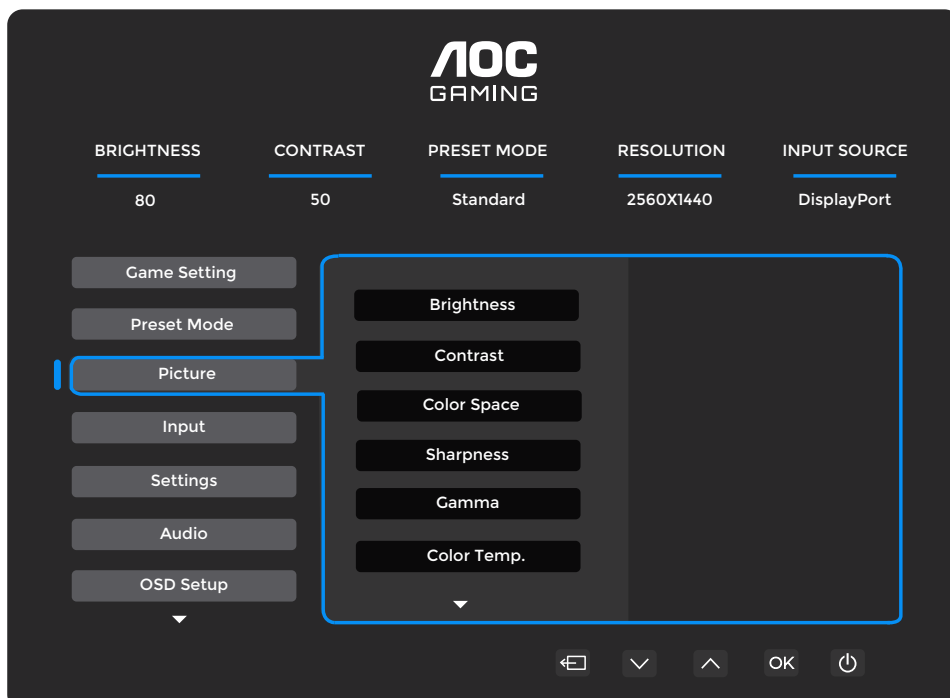 AOC
GAMING
BRIGHTNESS CONTRAST PRESET MODE RESOLUTION INPUT SOURCE
80 50 Standard 2560X1440 DisplayPort
Game Setting
Preset Mode
Picture
Input
Settings
Audio
OSD Setup
Brightness
Contrast
Color Space
Sharpness
Gamma
Color Temp.
OK